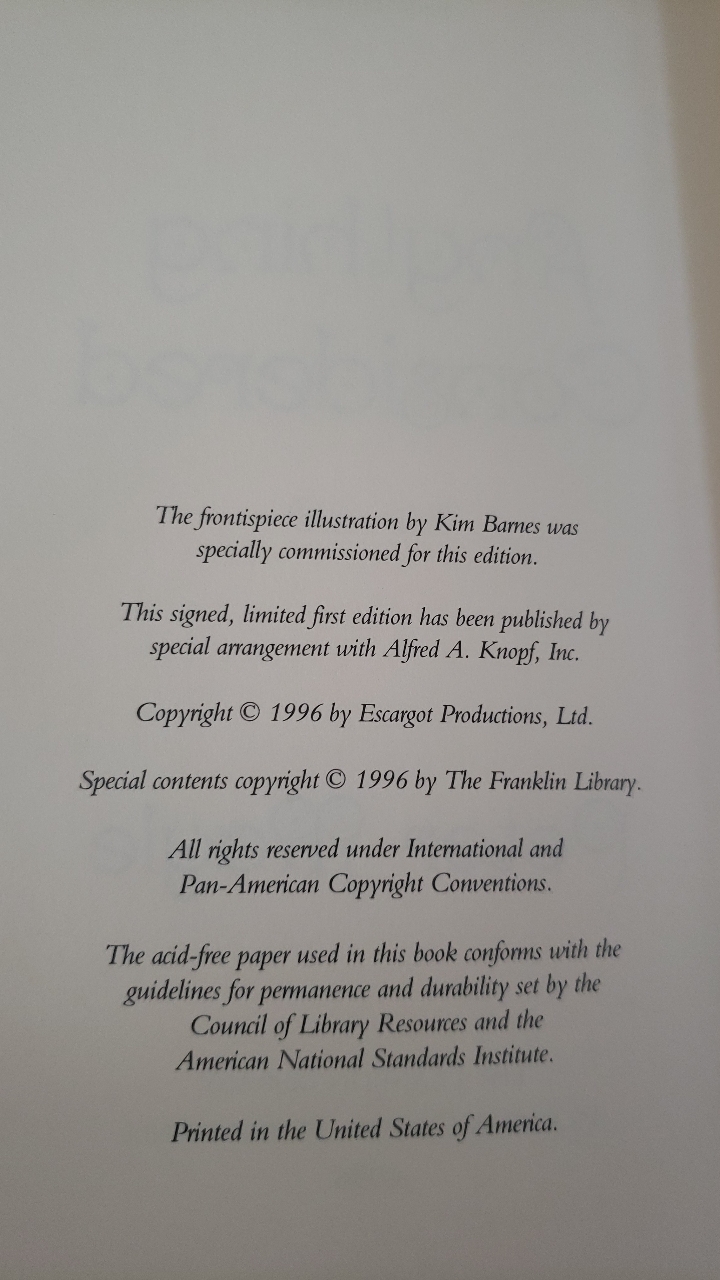 Anything
Considered
The frontispiece illustration by Kim Barnes was
specially commissioned for this edition.
This signed, limited first edition has been published by
special arrangement with Alfred A. Knopf, Inc.
Copyright © 1996 by Escargot Productions, Ltd.
Special contents copyright © 1996 by The Franklin Library.
All rights reserved under International and
Pan-American Copyright Conventions.
The acid-free paper used in this book conforms with the
guidelines for permanence and durability set by the
Council of Library Resources and the
American National Standards Institute.
Printed in the United States of America.